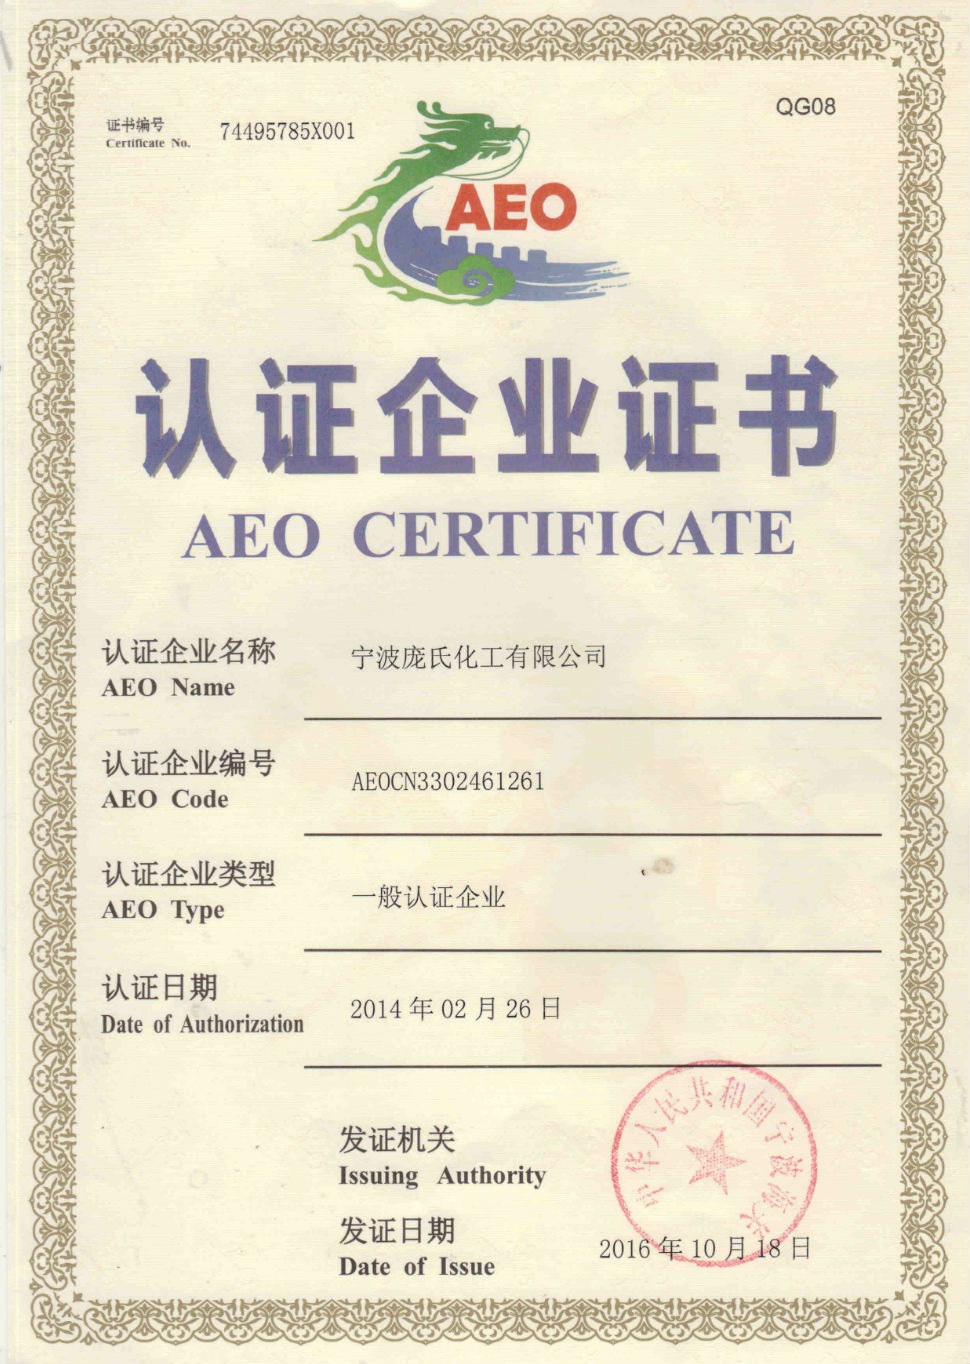 QG08
证书编号 74495785X001
Certificate No.
AEO
认证企业证书
AEO CERTIFICATE
认证企业名称 宁波庞氏化工有限公司
AEO Name
认证企业编号 AEOCN3302461261
AEO Code
认证企业类型 一般认证企业
AEO Type
认证日期 2014年02月26日
Date of Authorization
中华人民共和国宁波海关
发证机关
Issuing Authority
发证日期 2016年10月18日
Date of Issue